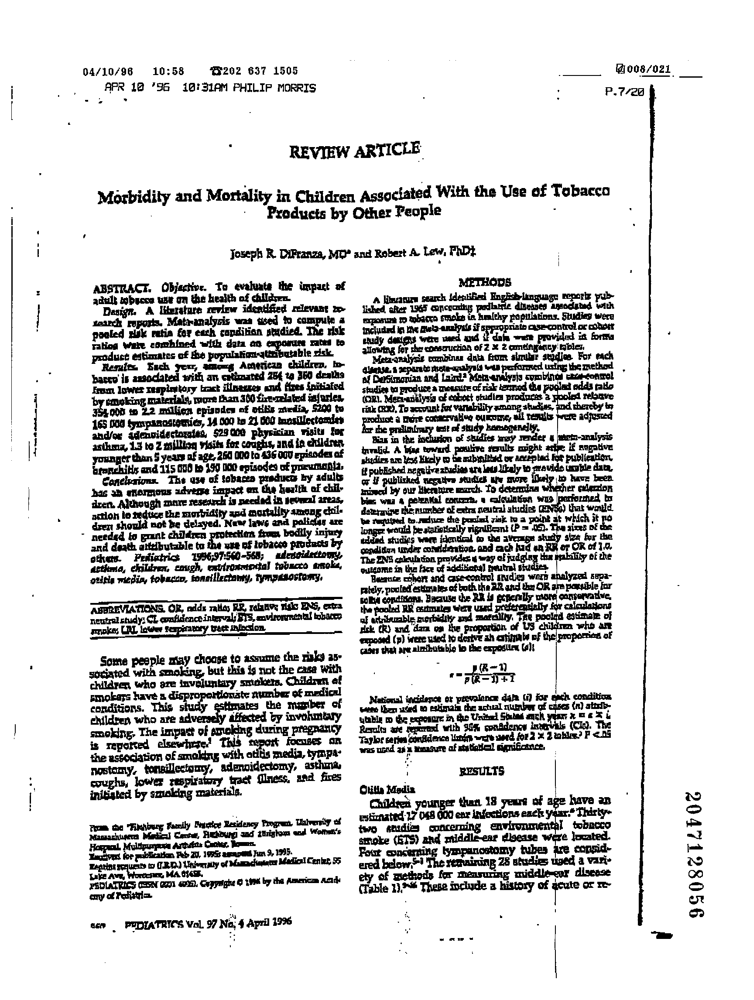 04/10/96 10:58 ☎202 637 1505 008/021
APR 10 '96 10:31AM PHILIP MORRIS P.7/20
REVIEW ARTICLE
Morbidity and Mortality in Children Associated With the Use of Tobacco
Products by Other People
Joseph R. DiFranza, MD* and Robert A. Lew, PhD‡
ABSTRACT. Objective. To evaluate the impact of
adult tobacco use on the health of children.
Design. A literature review identified relevant re-
search reports. Meta-analysis was used to compute a
pooled risk ratio for each condition studied. The risk
ratios were combined with data on exposure rates to
produce estimates of the population-attributable risk.
Results. Each year, among American children, to-
bacco is associated with an estimated 284 to 360 deaths
from lower respiratory tract illnesses and fires initiated
by smoking materials, more than 300 fire-related injuries,
354 000 to 2.2 million episodes of otitis media, 5200 to
165 000 tympanostomies, 14 000 to 21 000 tonsillectomies
and/or adenoidectomies, 529 000 physician visits for
asthma, 1.3 to 2 million visits for coughs, and in children
younger than 5 years of age, 260 000 to 436 000 episodes of
bronchitis and 115 000 to 190 000 episodes of pneumonia.
Conclusions. The use of tobacco products by adults
has an enormous adverse impact on the health of chil-
dren. Although more research is needed in several areas,
action to reduce the morbidity and mortality among chil-
dren should not be delayed. New laws and policies are
needed to grant children protection from bodily injury
and death attributable to the use of tobacco products by
others. Pediatrics 1996;97:560–568; adenoidectomy,
asthma, children, cough, environmental tobacco smoke,
otitis media, tobacco, tonsillectomy, tympanostomy.
ABBREVIATIONS. OR, odds ratio; RR, relative risk; ENS, extra
neutral study; CI, confidence interval; ETS, environmental tobacco
smoke; LRI, lower respiratory tract infection.
Some people may choose to assume the risks as-
sociated with smoking, but this is not the case with
children who are involuntary smokers. Children of
smokers have a disproportionate number of medical
conditions. This study estimates the number of
children who are adversely affected by involuntary
smoking. The impact of smoking during pregnancy
is reported elsewhere.¹ This report focuses on
the association of smoking with otitis media, tympa-
nostomy, tonsillectomy, adenoidectomy, asthma,
coughs, lower respiratory tract illness, and fires
initiated by smoking materials.
From the *Fitchburg Family Practice Residency Program, University of
Massachusetts Medical Center, Fitchburg; and ‡Brigham and Women's
Hospital, Multipurpose Arthritis Center, Boston.
Received for publication Feb 20, 1995; accepted Jun 9, 1995.
Reprint requests to (J.R.D.) University of Massachusetts Medical Center, 55
Lake Ave, Worcester, MA 01655.
PEDIATRICS (ISSN 0031 4005). Copyright © 1996 by the American Acad-
emy of Pediatrics.
PEDIATRICS Vol. 97 No. 4 April 1996
METHODS
A literature search identified English-language reports pub-
lished after 1965 concerning pediatric diseases associated with
exposure to tobacco smoke in healthy populations. Studies were
included in the meta-analysis if appropriate case-control or cohort
study designs were used and if data were provided in forms
allowing for the construction of 2 × 2 contingency tables.
Meta-analysis combines data from similar studies. For each
disease, a separate meta-analysis was performed using the method
of DerSimonian and Laird.² Meta-analysis combines case-control
studies to produce a measure of risk termed the pooled odds ratio
(OR). Meta-analysis of cohort studies produces a pooled relative
risk (RR). To account for variability among studies, and thereby to
produce a more conservative outcome, all results were adjusted
for the preliminary test of study homogeneity.
Bias in the inclusion of studies may render a meta-analysis
invalid. A bias toward positive results might arise if negative
studies are less likely to be submitted or accepted for publication,
if published negative studies are less likely to provide usable data,
or if published negative studies are more likely to have been
missed by our literature search. To determine whether selection
bias was a potential concern, a calculation was performed to
determine the number of extra neutral studies (ENSs) that would
be required to reduce the pooled risk to a point at which it no
longer would be statistically significant (P = .05). The sizes of the
added studies were identical to the average study size for the
condition under consideration, and each had an RR or OR of 1.0.
The ENS calculation provides a way of judging the stability of the
outcome in the face of additional neutral studies.
Because cohort and case-control studies were analyzed sepa-
rately, pooled estimates of both the RR and the OR are possible for
some conditions. Because the RR is generally more conservative,
the pooled RR estimates were used preferentially for calculations
of attributable morbidity and mortality. The pooled estimate of
risk (R) and data on the proportion of US children who are
exposed (p) were used to derive an estimate of the proportion of
cases that are attributable to the exposure (a):
a = p(R − 1) / p(R − 1) + 1
National incidence or prevalence data (i) for each condition
were then used to estimate the actual number of cases (n) attrib-
utable to the exposure in the United States each year: n = a × i.
Results are reported with 95% confidence intervals (CIs). The
Taylor series confidence limits were used for 2 × 2 tables.³ P < .05
was used as a measure of statistical significance.
RESULTS
Otitis Media
Children younger than 18 years of age have an
estimated 17 048 000 ear infections each year.⁴ Thirty-
two studies concerning environmental tobacco
smoke (ETS) and middle-ear disease were located.
Four concerning tympanostomy tubes are consid-
ered below. The remaining 28 studies used a vari-
ety of methods for measuring middle-ear disease
(Table 1). These include a history of acute or re-
2047128056